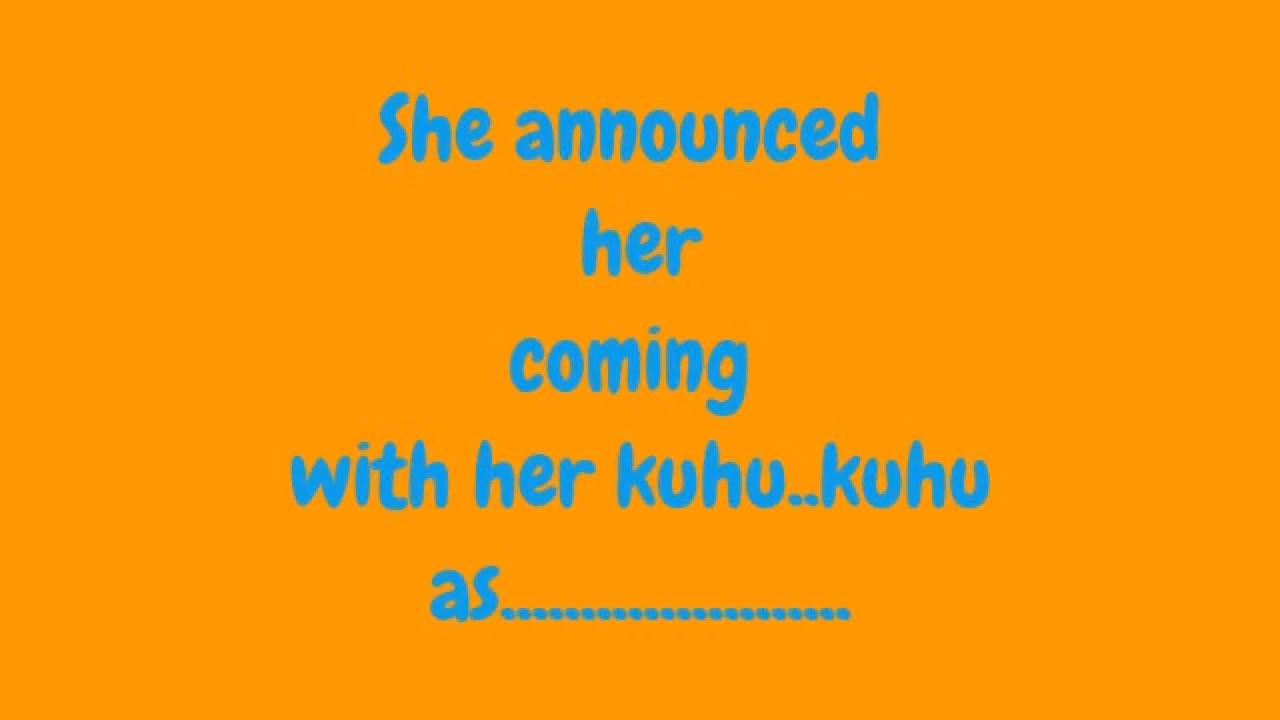 She announced
her
coming
with her kuhu..kuhu
as......................